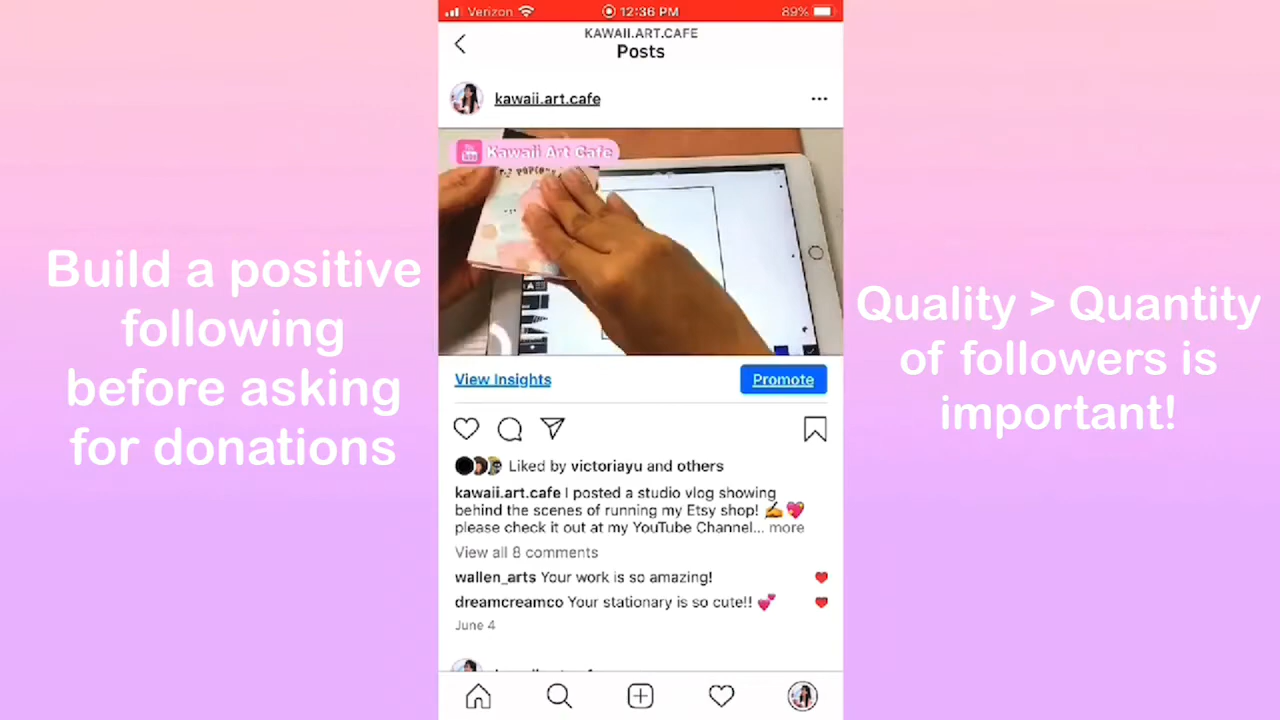 Verizon 12:36 PM 89%
KAWAII.ART.CAFE
Posts
kawaii.art.cafe
Kawaii Art Cafe
Build a positive
following
before asking
for donations
Quality > Quantity
of followers is
important!
View Insights Promote
Liked by victoriayu and others
kawaii.art.cafe I posted a studio vlog showing
behind the scenes of running my Etsy shop! ✍️💖
please check it out at my YouTube Channel... more
View all 8 comments
wallen_arts Your work is so amazing!
dreamcreamco Your stationary is so cute!! 💕
June 4